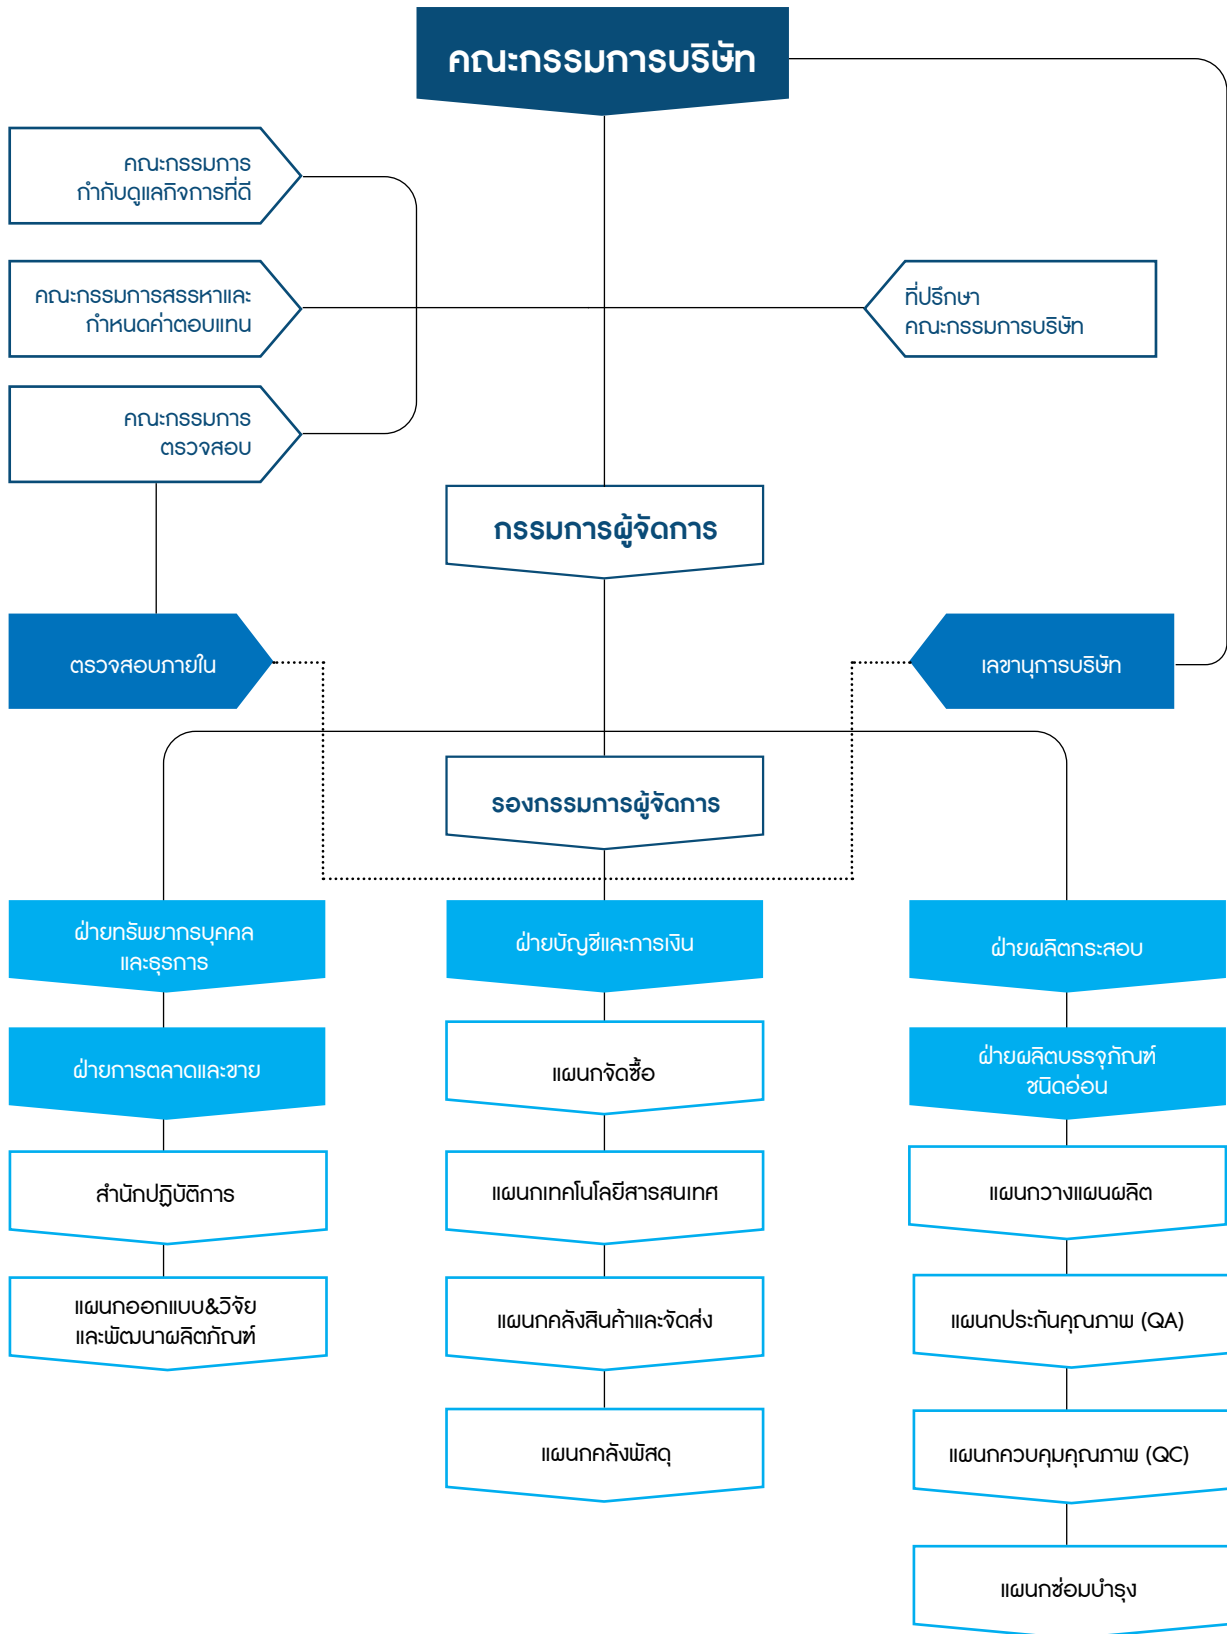 คณะกรรมการบริษัท
คณะกรรมการ
กำกับดูแลกิจการที่ดี
คณะกรรมการสรรหาและ
กำหนดค่าตอบแทน
ที่ปรึกษา
คณะกรรมการบริษัท
คณะกรรมการ
ตรวจสอบ
กรรมการผู้จัดการ
ตรวจสอบภายใน
เลขานุการบริษัท
รองกรรมการผู้จัดการ
ฝ่ายทรัพยากรบุคคล
และธุรการ
ฝ่ายบัญชีและการเงิน
ฝ่ายผลิตกระสอบ
ฝ่ายการตลาดและขาย
แผนกจัดซื้อ
ฝ่ายผลิตบรรจุภัณฑ์
ชนิดอ่อน
สำนักปฏิบัติการ
แผนกเทคโนโลยีสารสนเทศ
แผนกวางแผนผลิต
แผนกออกแบบ&วิจัย
และพัฒนาผลิตภัณฑ์
แผนกคลังสินค้าและจัดส่ง
แผนกประกันคุณภาพ (QA)
แผนกคลังพัสดุ
แผนกควบคุมคุณภาพ (QC)
แผนกซ่อมบำรุง